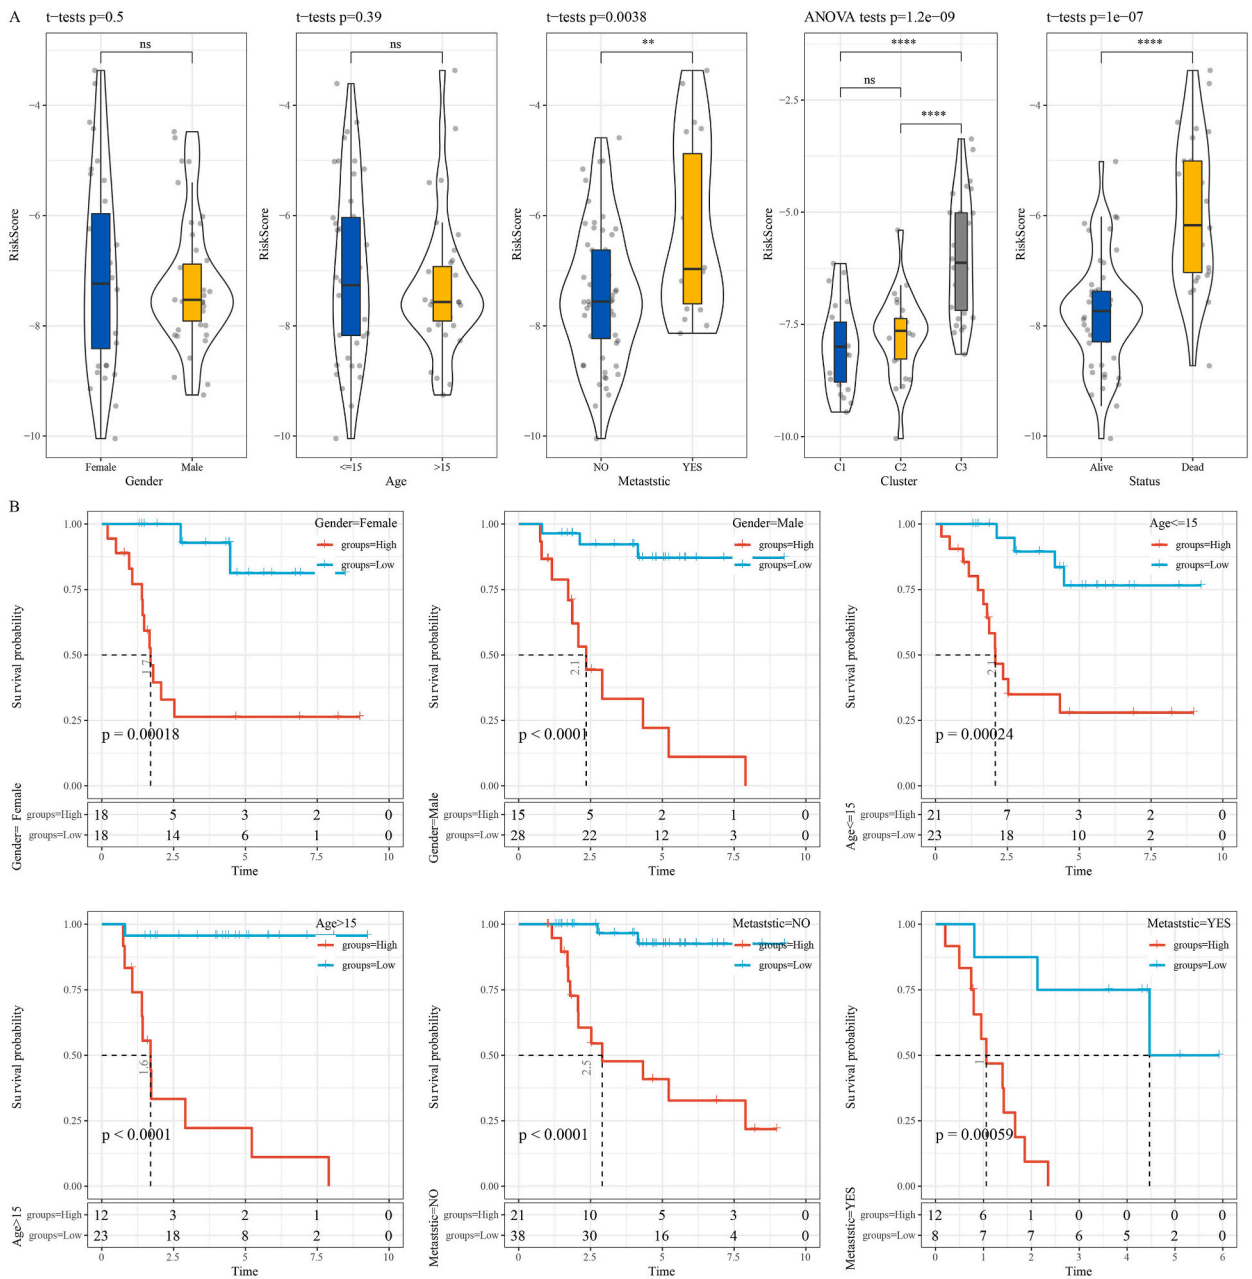 A
t-tests p=0.5
t-tests p=0.39
t-tests p=0.0038
ANOVA tests p=1.2e-09
t-tests p=1e-07
ns
ns
**
****
ns
****
****
RiskScore
-4
-6
-8
-10
Female
Male
Gender
RiskScore
-4
-6
-8
-10
<=15
>15
Age
RiskScore
-4
-6
-8
-10
NO
YES
Metaststic
RiskScore
-2.5
-5.0
-7.5
-10.0
C1
C2
C3
Cluster
RiskScore
-4
-6
-8
-10
Alive
Dead
Status
B
Gender=Female
groups=High
groups=Low
Survival probability
1.00
0.75
0.50
0.25
0.00
1.7
p = 0.00018
Gender= Female
groups=High 18 5 3 2 0
groups=Low 18 14 6 1 0
0 2.5 5 7.5 10
Time
Gender=Male
groups=High
groups=Low
Survival probability
1.00
0.75
0.50
0.25
0.00
2.1
p < 0.0001
Gender=Male
groups=High 15 5 2 1 0
groups=Low 28 22 12 3 0
0 2.5 5 7.5 10
Time
Age<=15
groups=High
groups=Low
Survival probability
1.00
0.75
0.50
0.25
0.00
2.1
p = 0.00024
Age<=15
groups=High 21 7 3 2 0
groups=Low 23 18 10 2 0
0 2.5 5 7.5 10
Time
Age>15
groups=High
groups=Low
Survival probability
1.00
0.75
0.50
0.25
0.00
1.6
p < 0.0001
Age>15
groups=High 12 3 2 1 0
groups=Low 23 18 8 2 0
0 2.5 5 7.5 10
Time
Metaststic=NO
groups=High
groups=Low
Survival probability
1.00
0.75
0.50
0.25
0.00
2.5
p < 0.0001
Metaststic=NO
groups=High 21 10 5 3 0
groups=Low 38 30 16 4 0
0 2.5 5 7.5 10
Time
Metaststic=YES
groups=High
groups=Low
Survival probability
1.00
0.75
0.50
0.25
0.00
1
p = 0.00059
Metaststic=YES
groups=High 12 6 1 0 0 0 0
groups=Low 8 7 7 6 5 2 0
0 1 2 3 4 5 6
Time